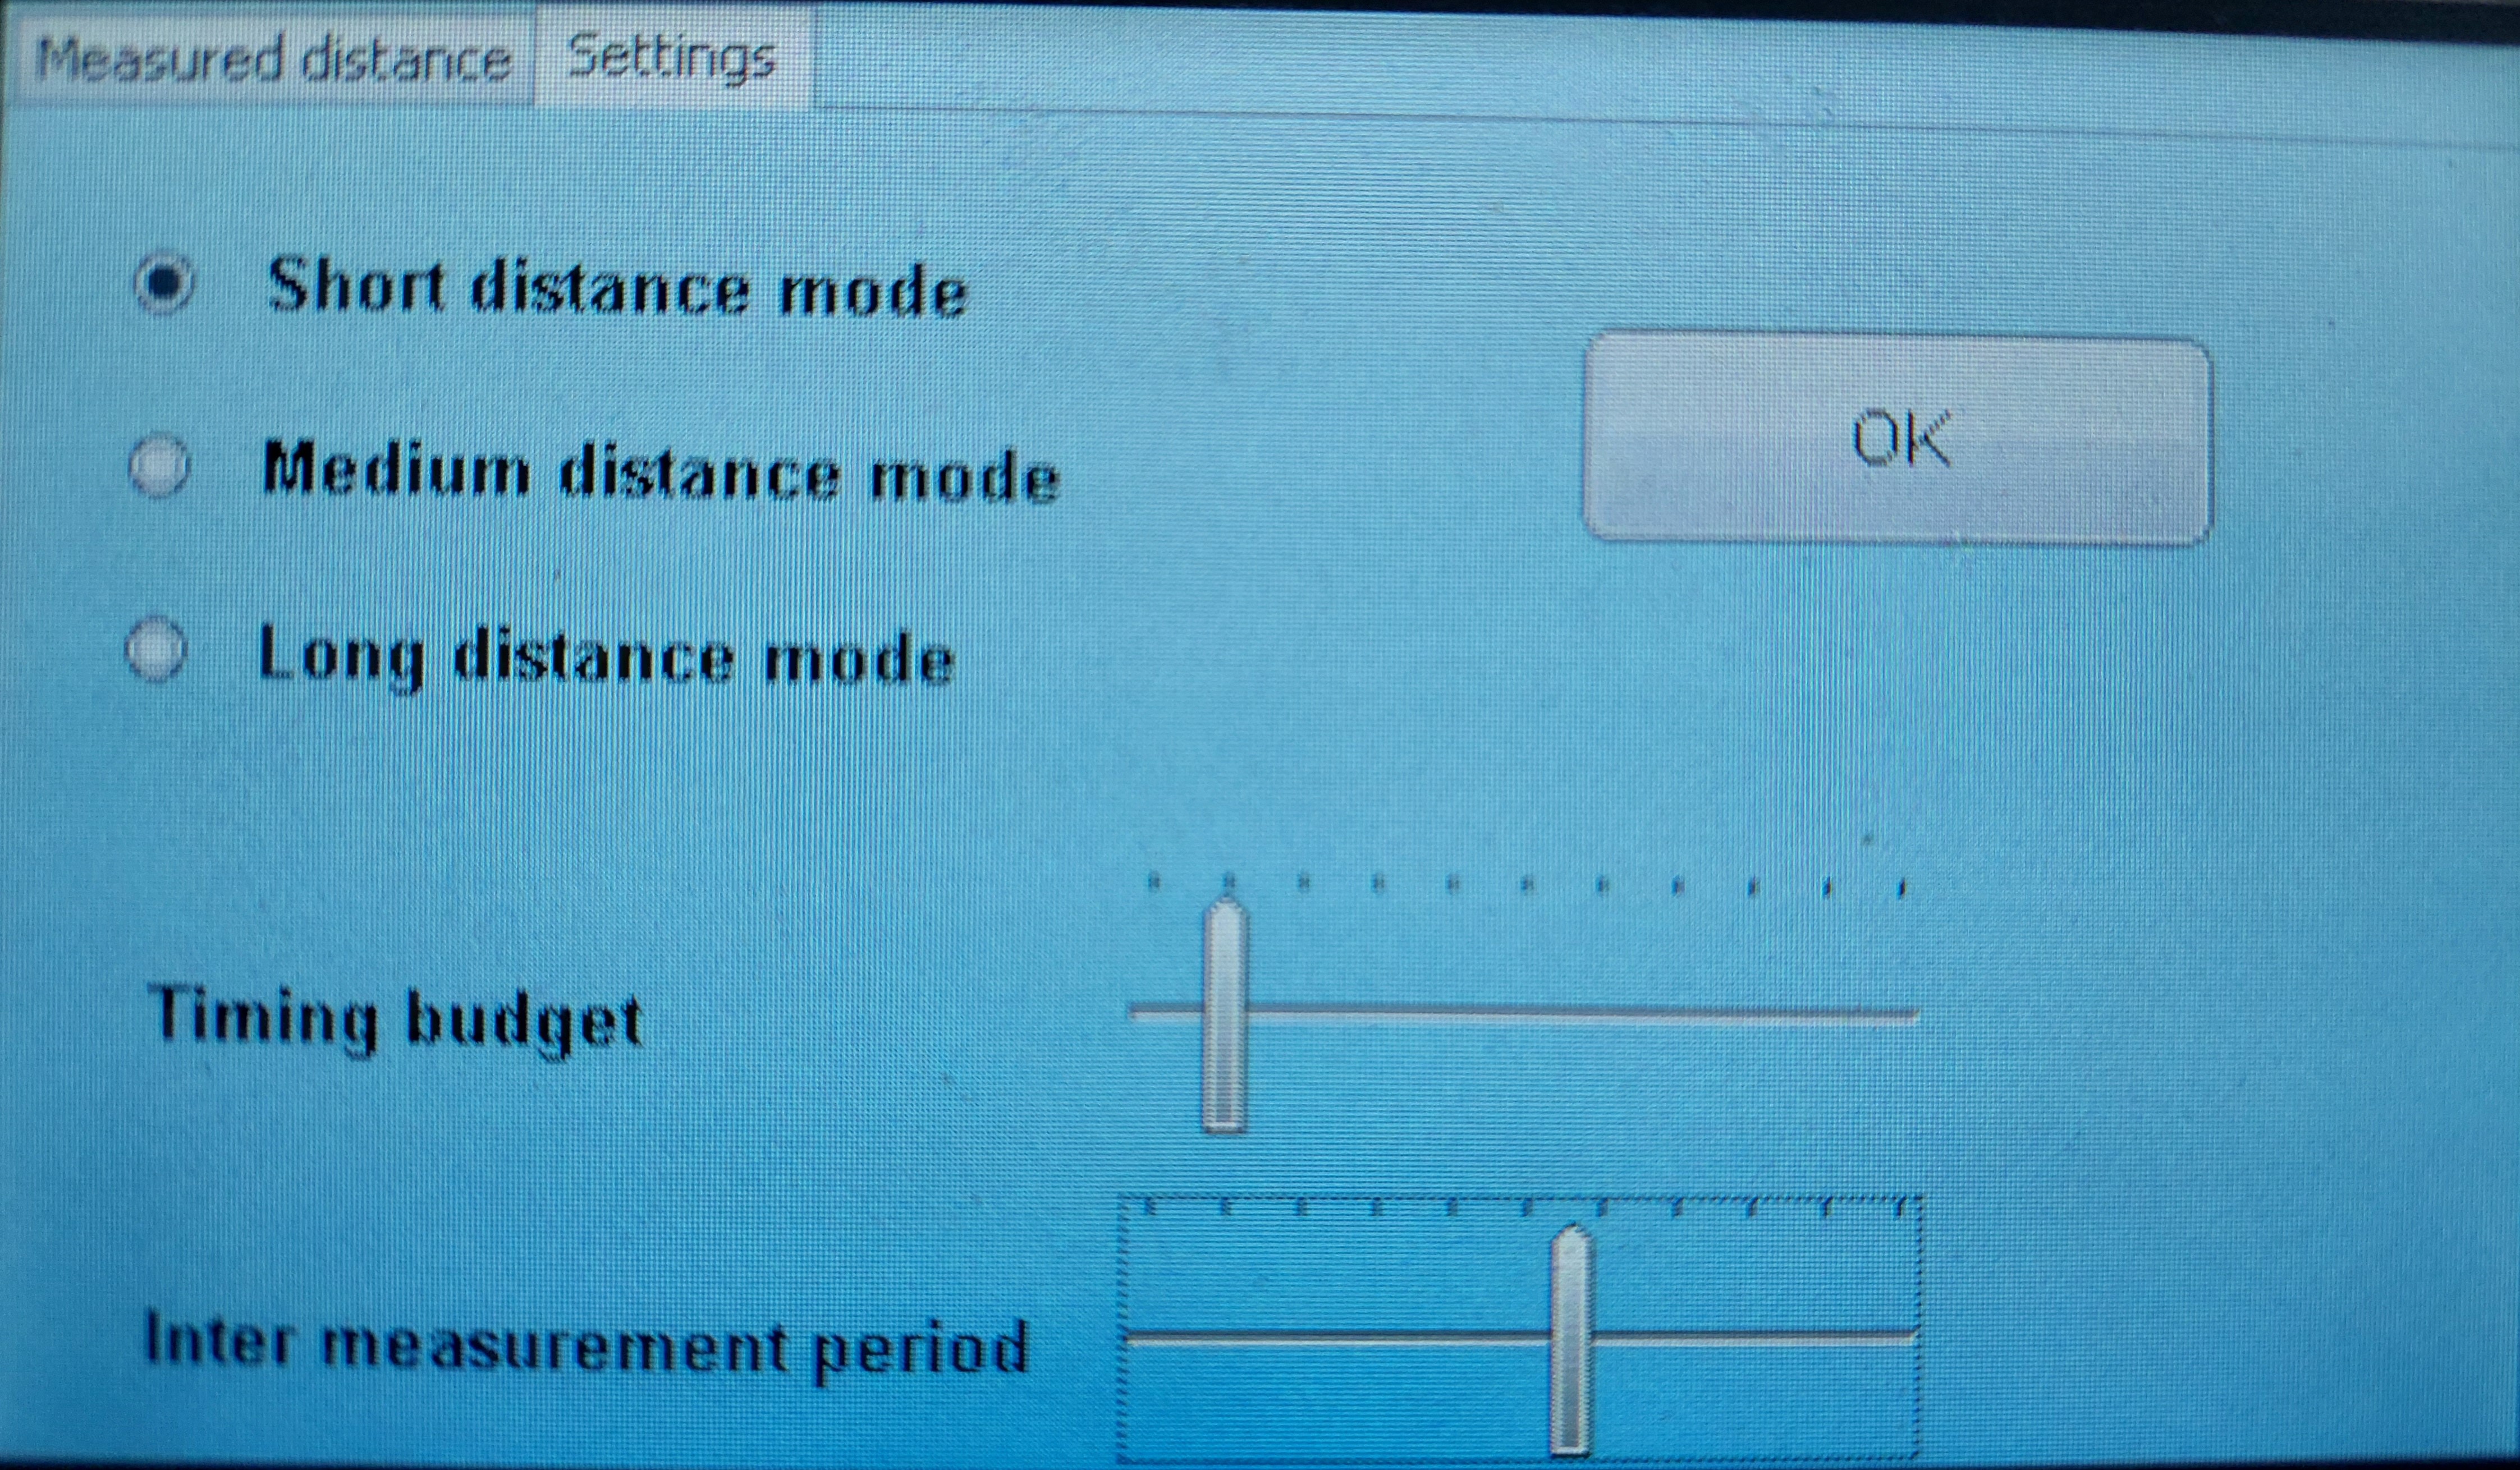 Measured distance
Settings
Short distance mode
Medium distance mode
Long distance mode
OK
Timing budget
Inter measurement period